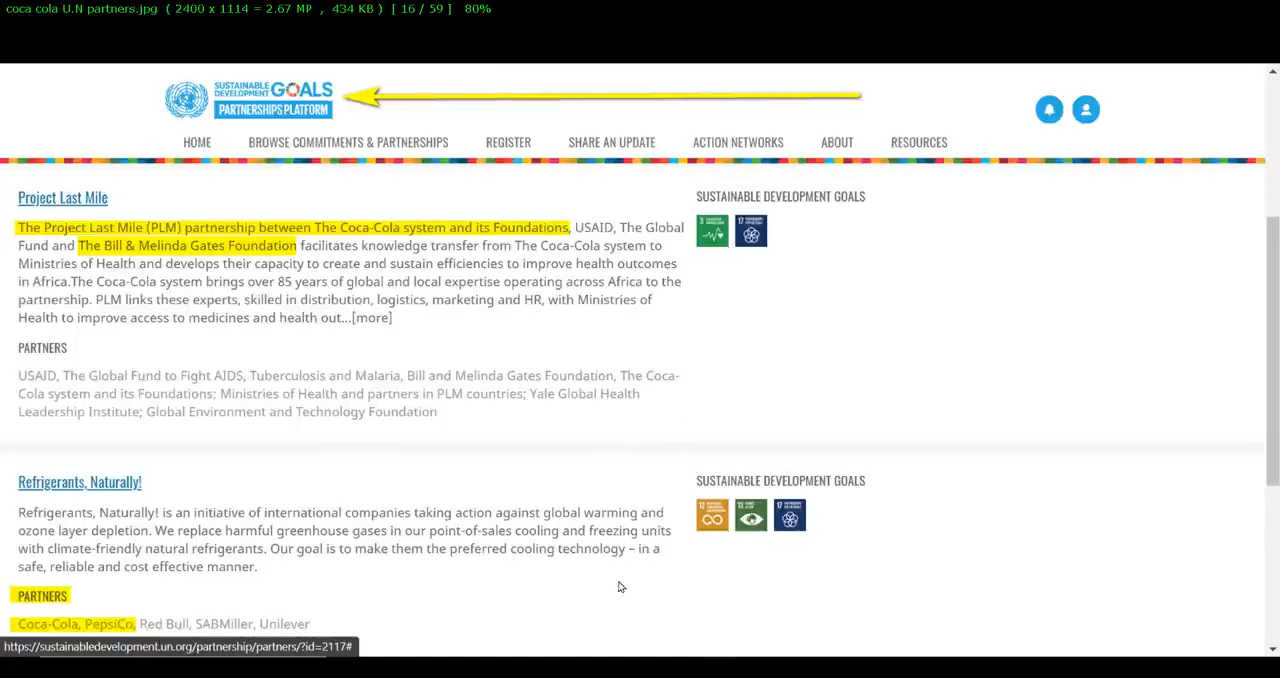 coca cola U.N partners.jpg ( 2400 x 1114 = 2.67 MP , 434 KB ) [ 16 / 59 ] 80%
SUSTAINABLE
DEVELOPMENT GOALS
PARTNERSHIPS PLATFORM
HOME BROWSE COMMITMENTS & PARTNERSHIPS REGISTER SHARE AN UPDATE ACTION NETWORKS ABOUT RESOURCES
Project Last Mile
The Project Last Mile (PLM) partnership between The Coca-Cola system and its Foundations, USAID, The Global
Fund and The Bill & Melinda Gates Foundation facilitates knowledge transfer from The Coca-Cola system to
Ministries of Health and develops their capacity to create and sustain efficiencies to improve health outcomes
in Africa.The Coca-Cola system brings over 85 years of global and local expertise operating across Africa to the
partnership. PLM links these experts, skilled in distribution, logistics, marketing and HR, with Ministries of
Health to improve access to medicines and health out...[more]
PARTNERS
USAID, The Global Fund to Fight AIDS, Tuberculosis and Malaria, Bill and Melinda Gates Foundation, The Coca-
Cola system and its Foundations; Ministries of Health and partners in PLM countries; Yale Global Health
Leadership Institute; Global Environment and Technology Foundation
SUSTAINABLE DEVELOPMENT GOALS
3
17
Refrigerants, Naturally!
Refrigerants, Naturally! is an initiative of international companies taking action against global warming and
ozone layer depletion. We replace harmful greenhouse gases in our point-of-sales cooling and freezing units
with climate-friendly natural refrigerants. Our goal is to make them the preferred cooling technology – in a
safe, reliable and cost effective manner.
PARTNERS
Coca-Cola, PepsiCo, Red Bull, SABMiller, Unilever
SUSTAINABLE DEVELOPMENT GOALS
12
13
17
https://sustainabledevelopment.un.org/partnership/partners/?id=2117#